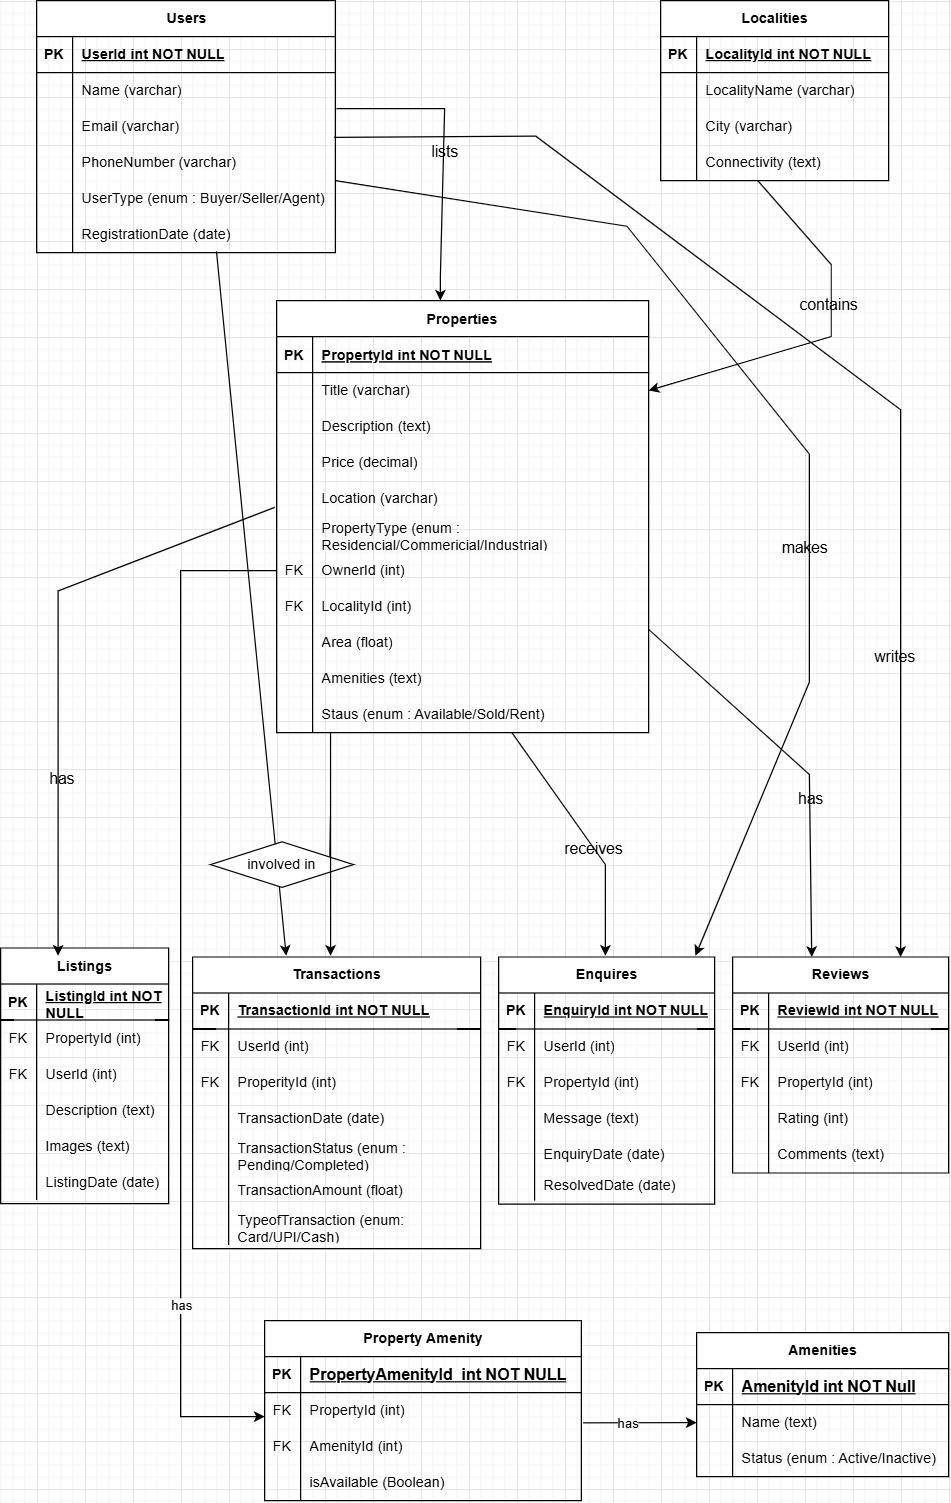 Users
PK UserId int NOT NULL
Name (varchar)
Email (varchar)
PhoneNumber (varchar)
UserType (enum : Buyer/Seller/Agent)
RegistrationDate (date)
Localities
PK LocalityId int NOT NULL
LocalityName (varchar)
City (varchar)
Connectivity (text)
lists
contains
Properties
PK PropertyId int NOT NULL
Title (varchar)
Description (text)
Price (decimal)
Location (varchar)
PropertyType (enum :
Residencial/Commericial/Industrial)
FK OwnerId (int)
FK LocalityId (int)
Area (float)
Amenities (text)
Staus (enum : Available/Sold/Rent)
makes
writes
has
has
receives
involved in
Listings
PK ListingId int NOT
NULL
FK PropertyId (int)
FK UserId (int)
Description (text)
Images (text)
ListingDate (date)
Transactions
PK TransactionId int NOT NULL
FK UserId (int)
FK ProperityId (int)
TransactionDate (date)
TransactionStatus (enum :
Pending/Completed)
TransactionAmount (float)
TypeofTransaction (enum:
Card/UPI/Cash)
Enquires
PK EnquiryId int NOT NULL
FK UserId (int)
FK PropertyId (int)
Message (text)
EnquiryDate (date)
ResolvedDate (date)
Reviews
PK ReviewId int NOT NULL
FK UserId (int)
FK PropertyId (int)
Rating (int)
Comments (text)
has
Property Amenity
PK PropertyAmenityId int NOT NULL
FK PropertyId (int)
FK AmenityId (int)
isAvailable (Boolean)
has
Amenities
PK AmenityId int NOT Null
Name (text)
Status (enum : Active/Inactive)